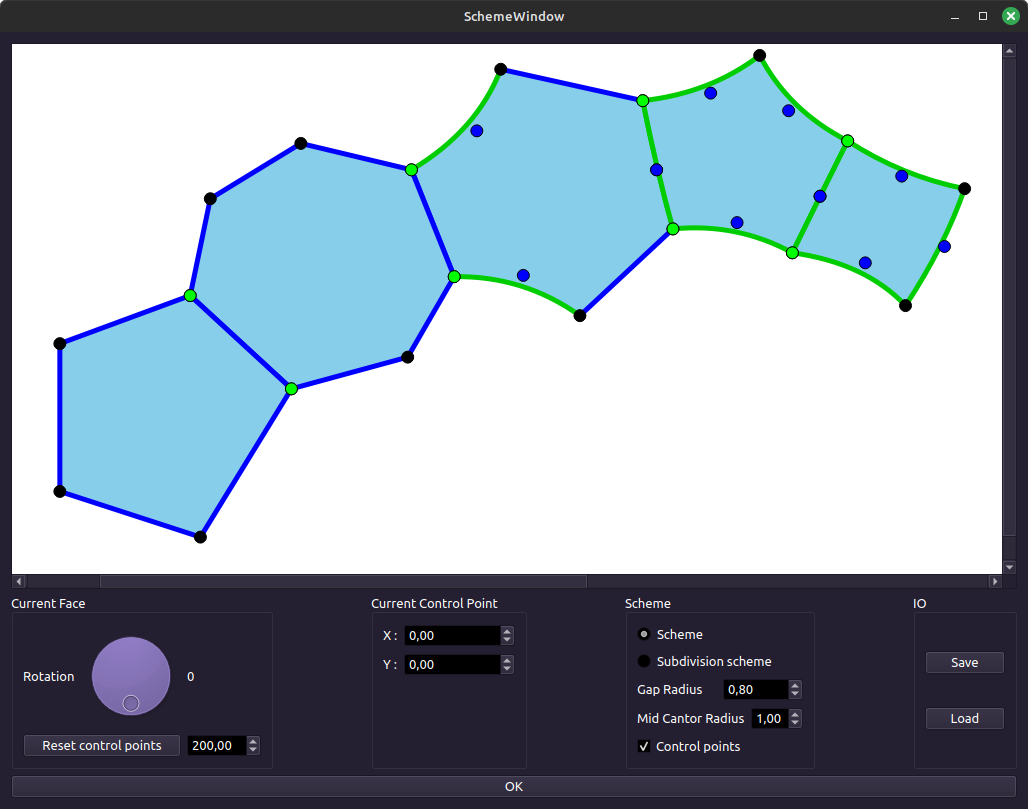 SchemeWindow
Current Face
Rotation
0
Reset control points
200,00
Current Control Point
X :
0,00
Y :
0,00
Scheme
Scheme
Subdivision scheme
Gap Radius
0,80
Mid Cantor Radius
1,00
Control points
IO
Save
Load
OK